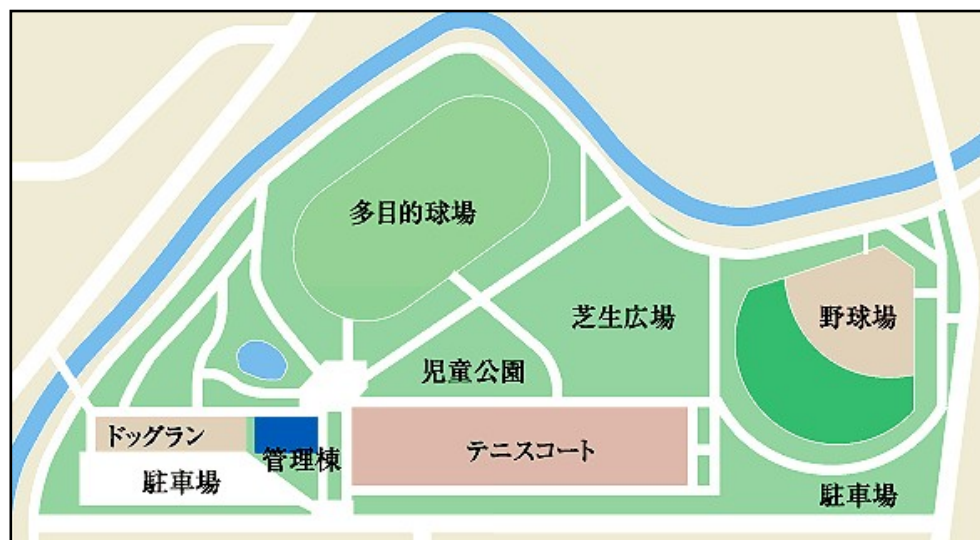 多目的球場
芝生広場
野球場
児童公園
ドッグラン
管理棟
テニスコート
駐車場
駐車場